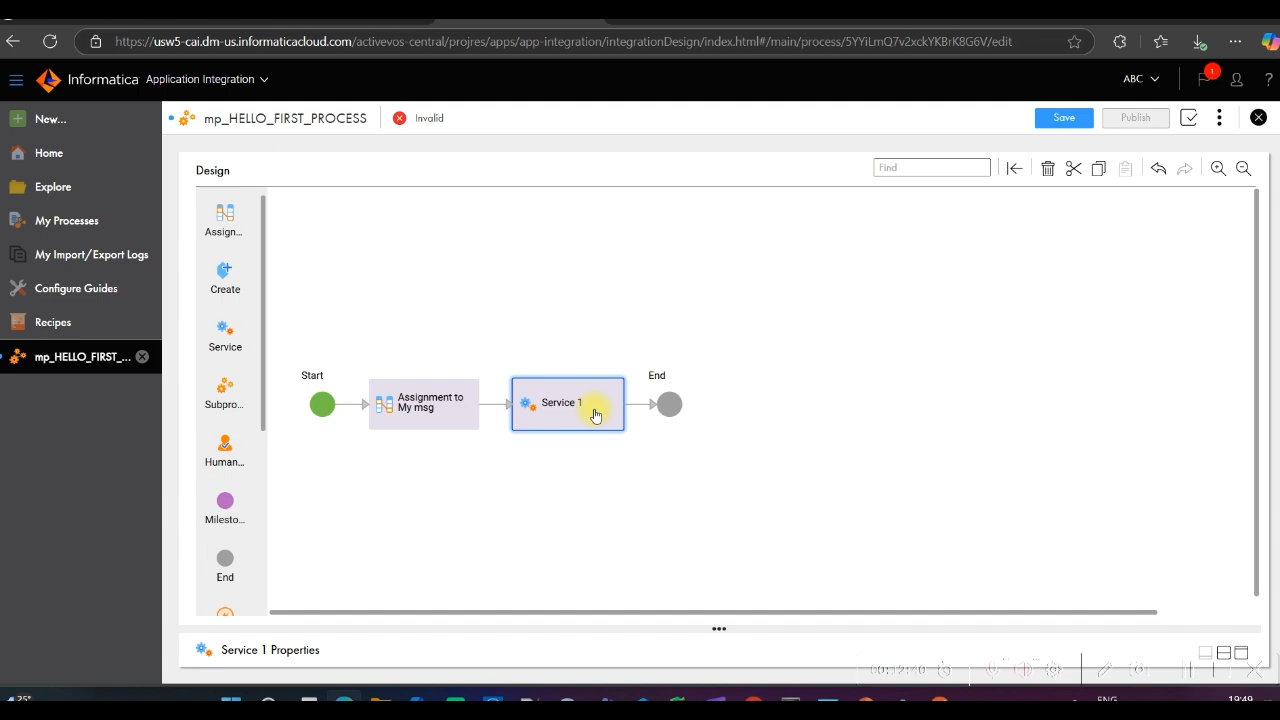 https://usw5-cai.dm-us.informaticacloud.com/activevos-central/projres/apps/app-integration/integrationDesign/index.html#/main/process/5YYiLmQ7v2xckYKBrK8G6V/edit
Informatica Application Integration
ABC
1
?
New...
Home
Explore
My Processes
My Import/Export Logs
Configure Guides
Recipes
mp_HELLO_FIRST_...
mp_HELLO_FIRST_PROCESS
Invalid
Save
Publish
Design
Find
Assign...
Create
Service
Subpro...
Human...
Milesto...
End
Start
Assignment to
My msg
Service 1
End
Service 1 Properties
25°
ENG
19:49